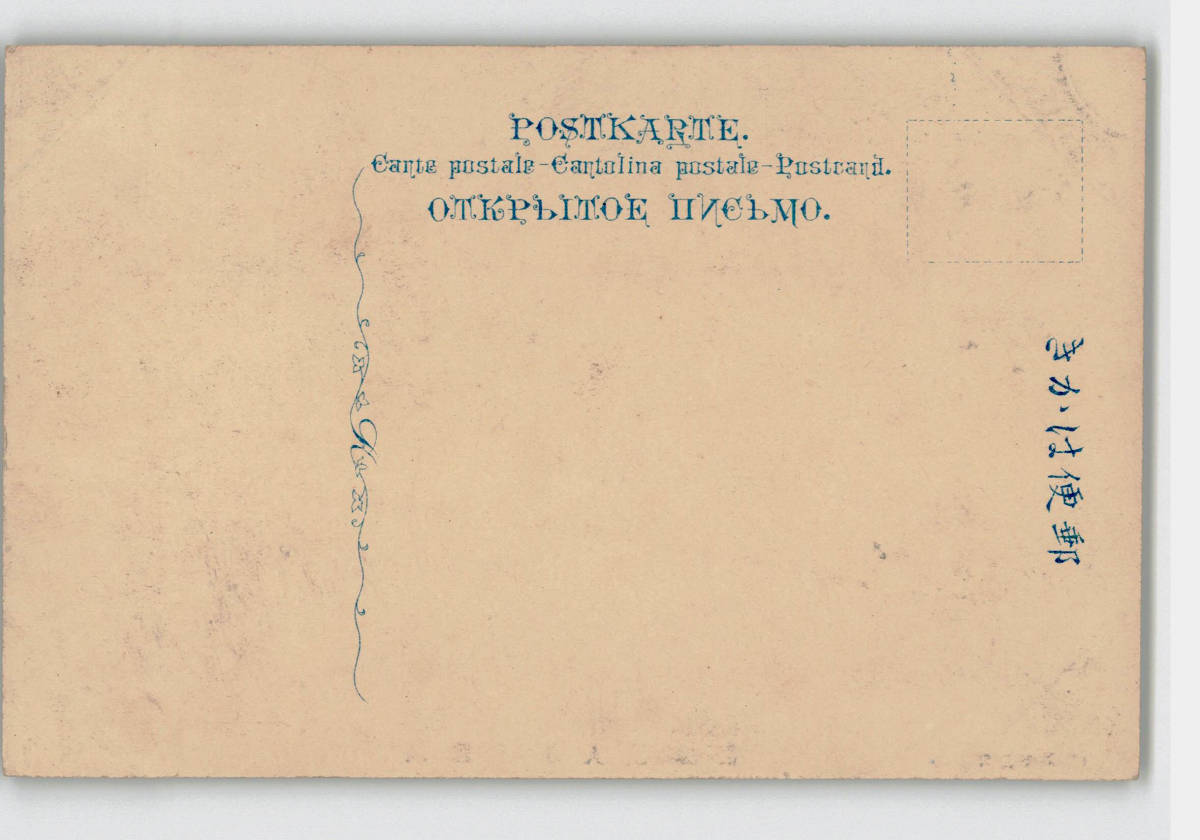 POSTKARTE.
Carte postale-Cartolina postale-Postcard.
ОТКРЫТОЕ ПИСЬМО.
郵便はかき